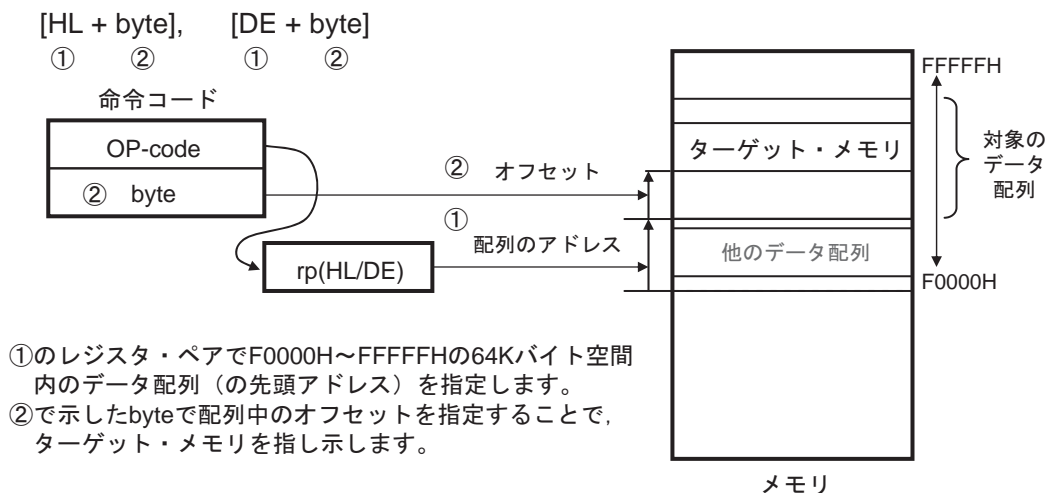 [HL + byte], [DE + byte]
① ② ① ②
命令コード
OP-code
② byte
rp(HL/DE)
② オフセット
①
配列のアドレス
FFFFFH
ターゲット・メモリ
対象の
データ
配列
他のデータ配列
F0000H
メモリ
①のレジスタ・ペアでF0000H～FFFFFHの64Kバイト空間
内のデータ配列（の先頭アドレス）を指定します。
②で示したbyteで配列中のオフセットを指定することで,
ターゲット・メモリを指し示します。